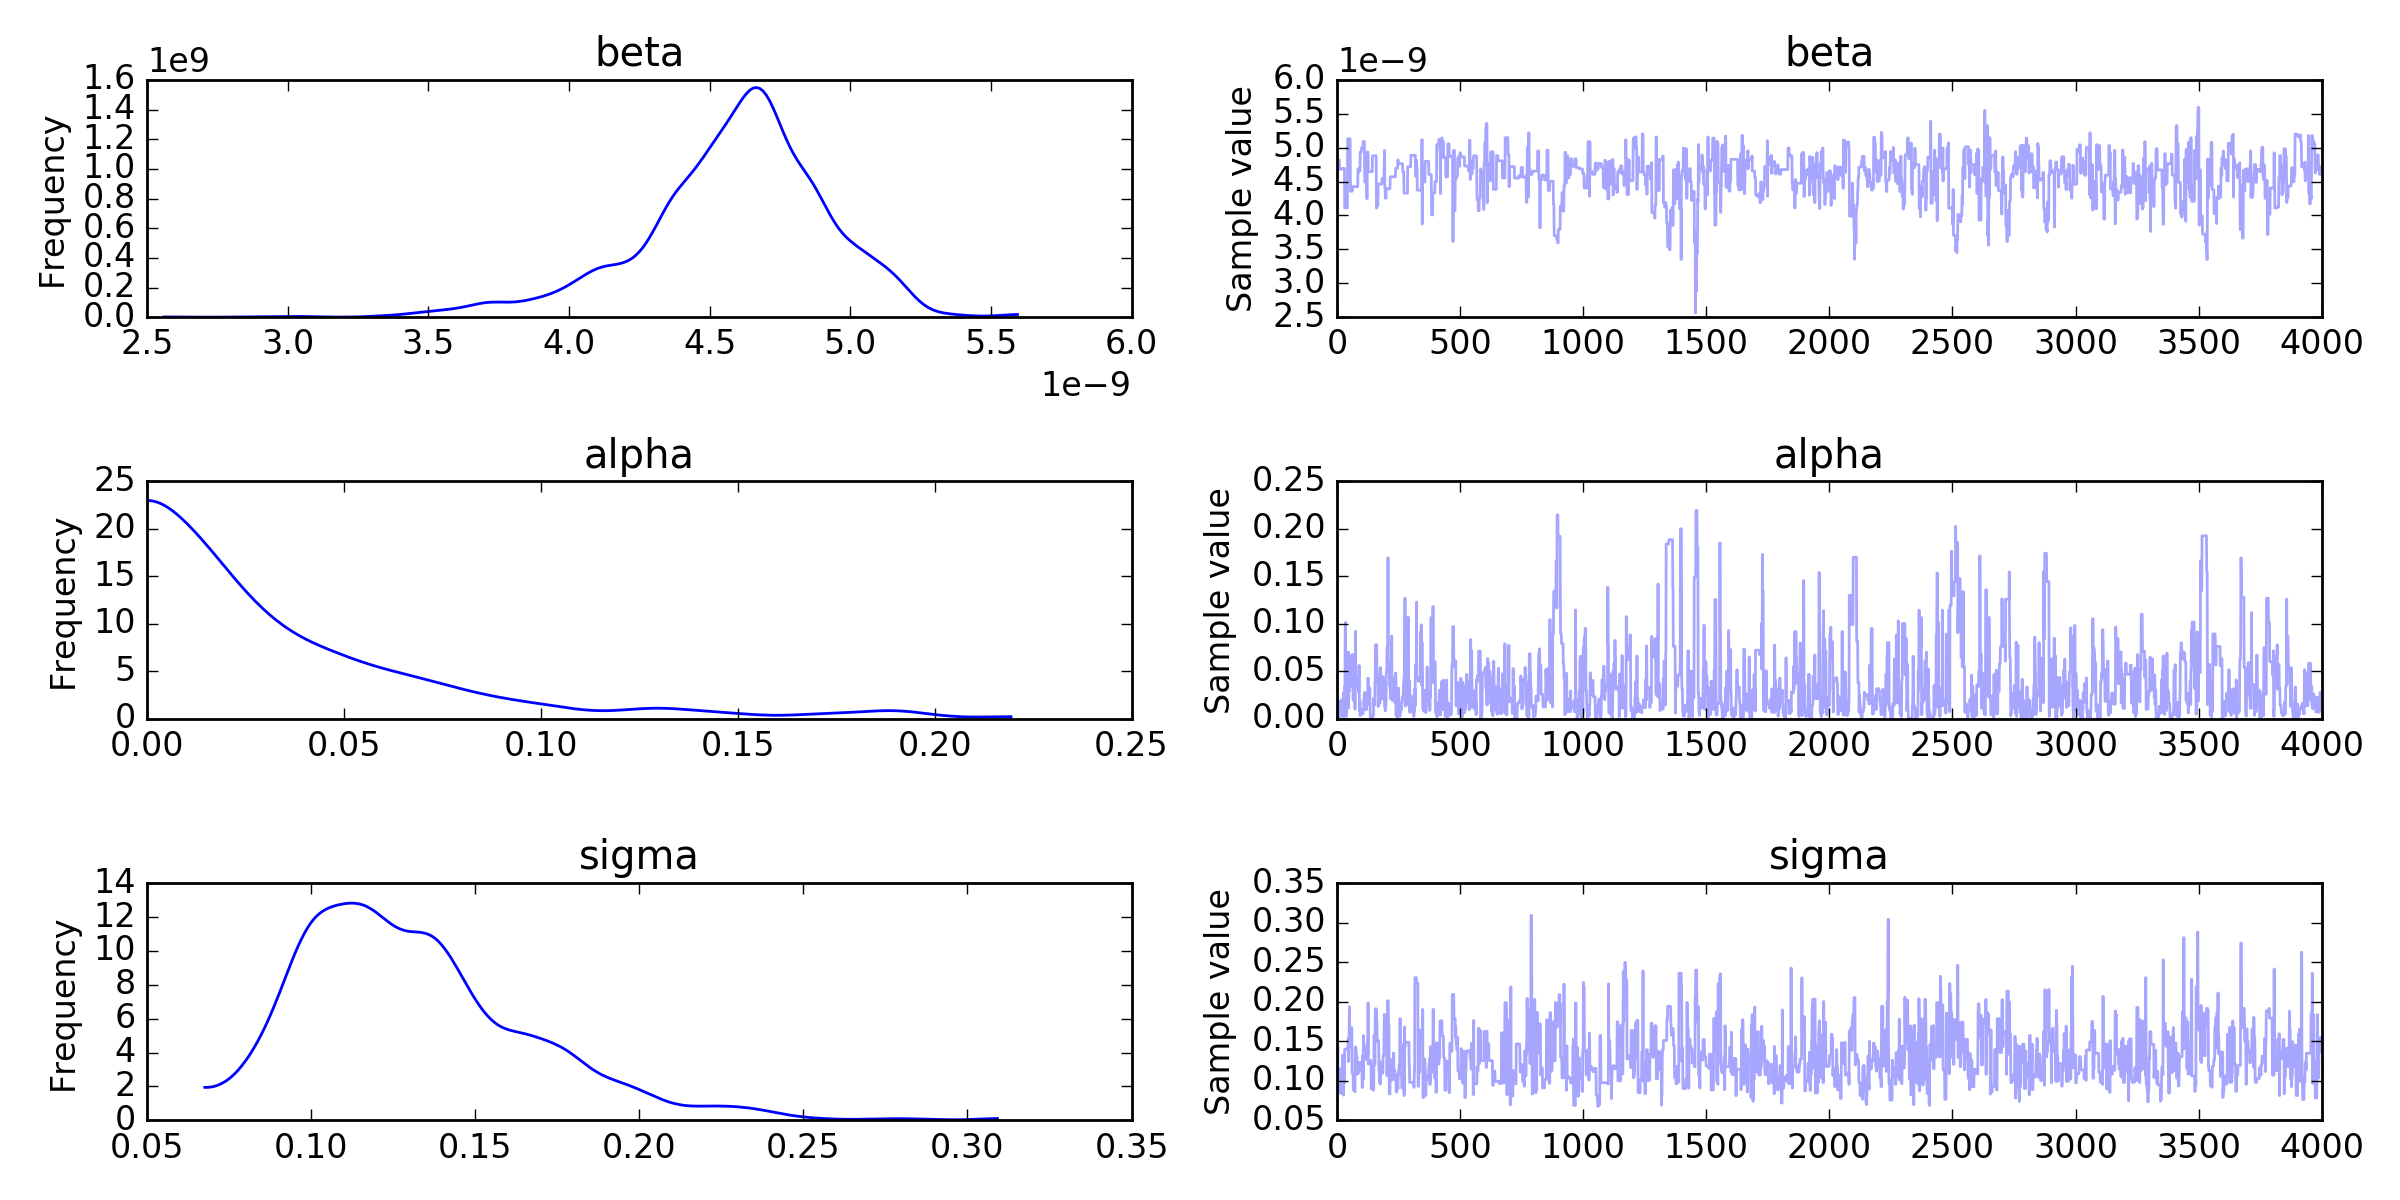 beta
1e9
Frequency
1.6
1.4
1.2
1.0
0.8
0.6
0.4
0.2
0.0
2.5 3.0 3.5 4.0 4.5 5.0 5.5 6.0
1e−9
beta
1e−9
Sample value
6.0
5.5
5.0
4.5
4.0
3.5
3.0
2.5
0 500 1000 1500 2000 2500 3000 3500 4000
alpha
Frequency
25
20
15
10
5
0
0.00 0.05 0.10 0.15 0.20 0.25
alpha
Sample value
0.25
0.20
0.15
0.10
0.05
0.00
0 500 1000 1500 2000 2500 3000 3500 4000
sigma
Frequency
14
12
10
8
6
4
2
0
0.05 0.10 0.15 0.20 0.25 0.30 0.35
sigma
Sample value
0.35
0.30
0.25
0.20
0.15
0.10
0.05
0 500 1000 1500 2000 2500 3000 3500 4000